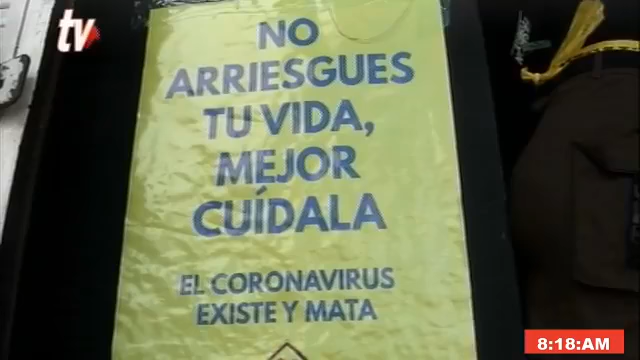 tv
NO
ARRIESGUES
TU VIDA,
MEJOR
CUÍDALA
EL CORONAVIRUS
EXISTE Y MATA
8:18:AM